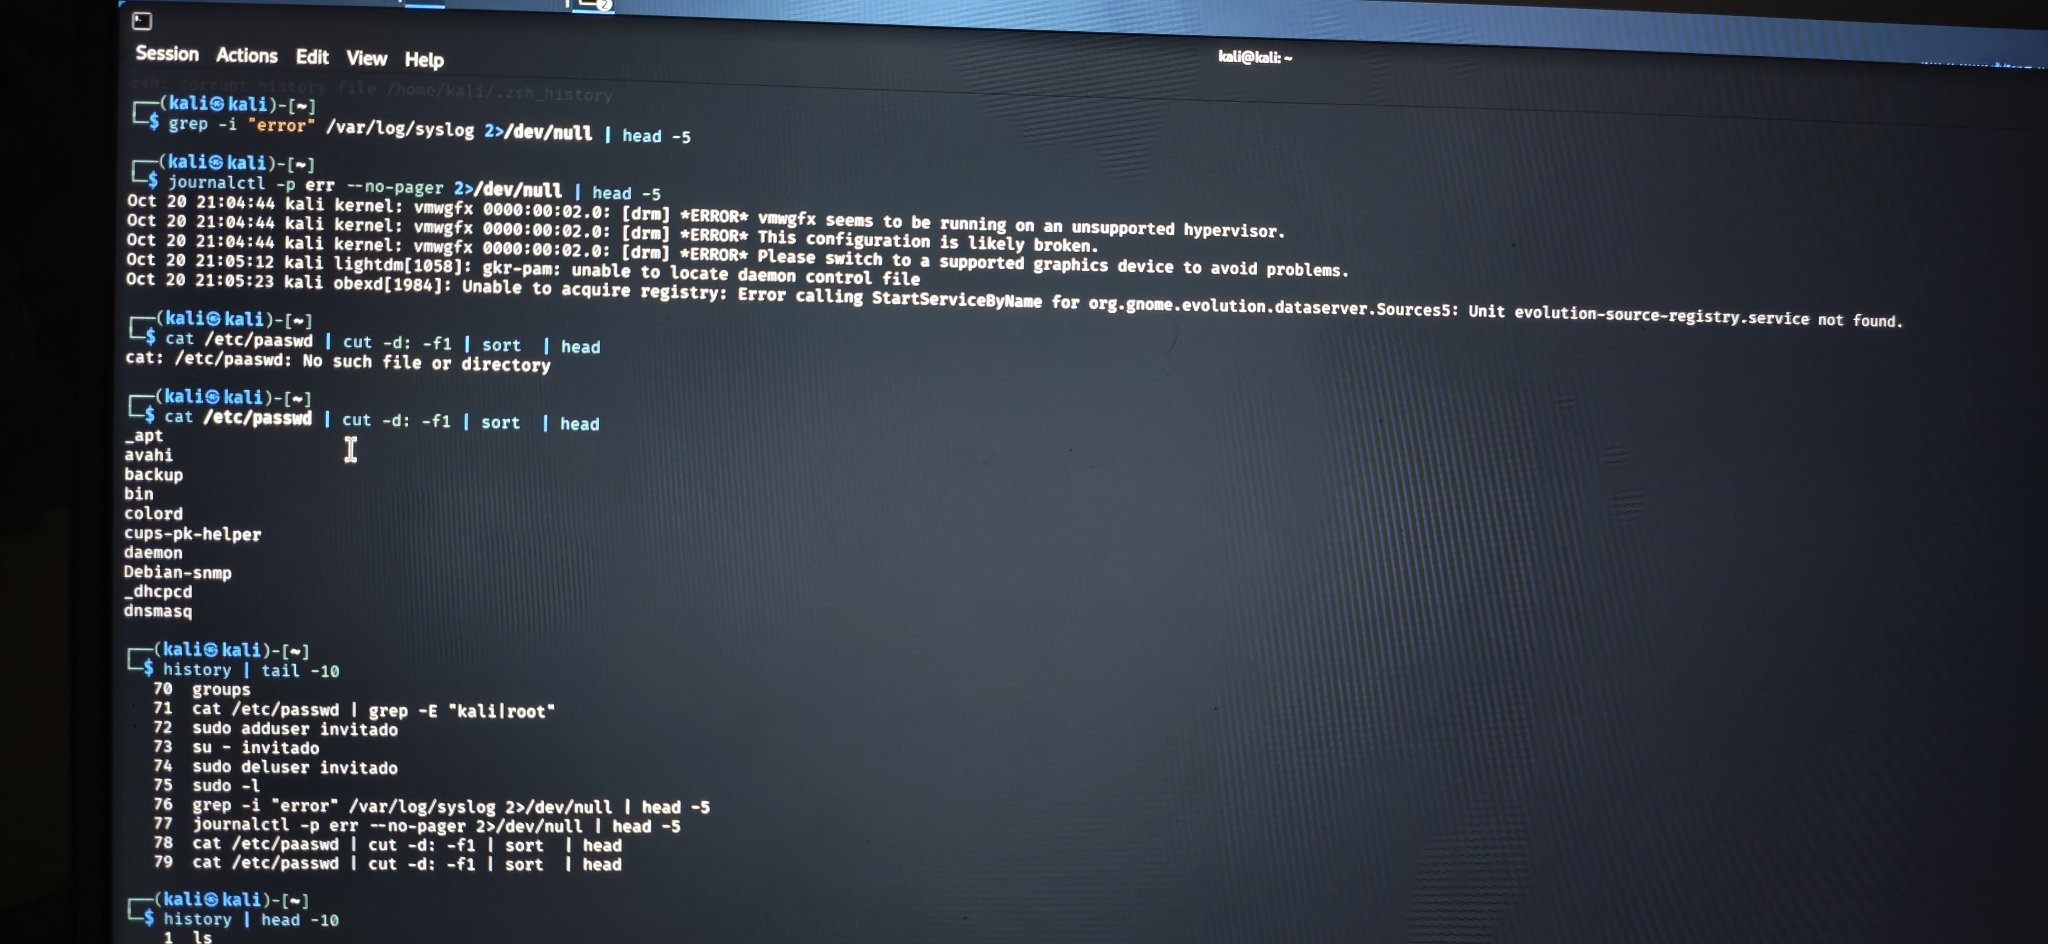 2
Session Actions Edit View Help
kali@kali: ~
zsh: corrupt history file /home/kali/.zsh_history
┌──(kali㉿kali)-[~]
└─$ grep -i "error" /var/log/syslog 2>/dev/null | head -5
┌──(kali㉿kali)-[~]
└─$ journalctl -p err --no-pager 2>/dev/null | head -5
Oct 20 21:04:44 kali kernel: vmwgfx 0000:00:02.0: [drm] *ERROR* vmwgfx seems to be running on an unsupported hypervisor.
Oct 20 21:04:44 kali kernel: vmwgfx 0000:00:02.0: [drm] *ERROR* This configuration is likely broken.
Oct 20 21:04:44 kali kernel: vmwgfx 0000:00:02.0: [drm] *ERROR* Please switch to a supported graphics device to avoid problems.
Oct 20 21:05:12 kali lightdm[1058]: gkr-pam: unable to locate daemon control file
Oct 20 21:05:23 kali obexd[1984]: Unable to acquire registry: Error calling StartServiceByName for org.gnome.evolution.dataserver.Sources5: Unit evolution-source-registry.service not found.
┌──(kali㉿kali)-[~]
└─$ cat /etc/paaswd | cut -d: -f1 | sort  | head
cat: /etc/paaswd: No such file or directory
┌──(kali㉿kali)-[~]
└─$ cat /etc/passwd | cut -d: -f1 | sort  | head
_apt
avahi
backup
bin
colord
cups-pk-helper
daemon
Debian-snmp
_dhcpcd
dnsmasq
┌──(kali㉿kali)-[~]
└─$ history | tail -10
70  groups
71  cat /etc/passwd | grep -E "kali|root"
72  sudo adduser invitado
73  su - invitado
74  sudo deluser invitado
75  sudo -l
76  grep -i "error" /var/log/syslog 2>/dev/null | head -5
77  journalctl -p err --no-pager 2>/dev/null | head -5
78  cat /etc/paaswd | cut -d: -f1 | sort  | head
79  cat /etc/passwd | cut -d: -f1 | sort  | head
┌──(kali㉿kali)-[~]
└─$ history | head -10
1  ls